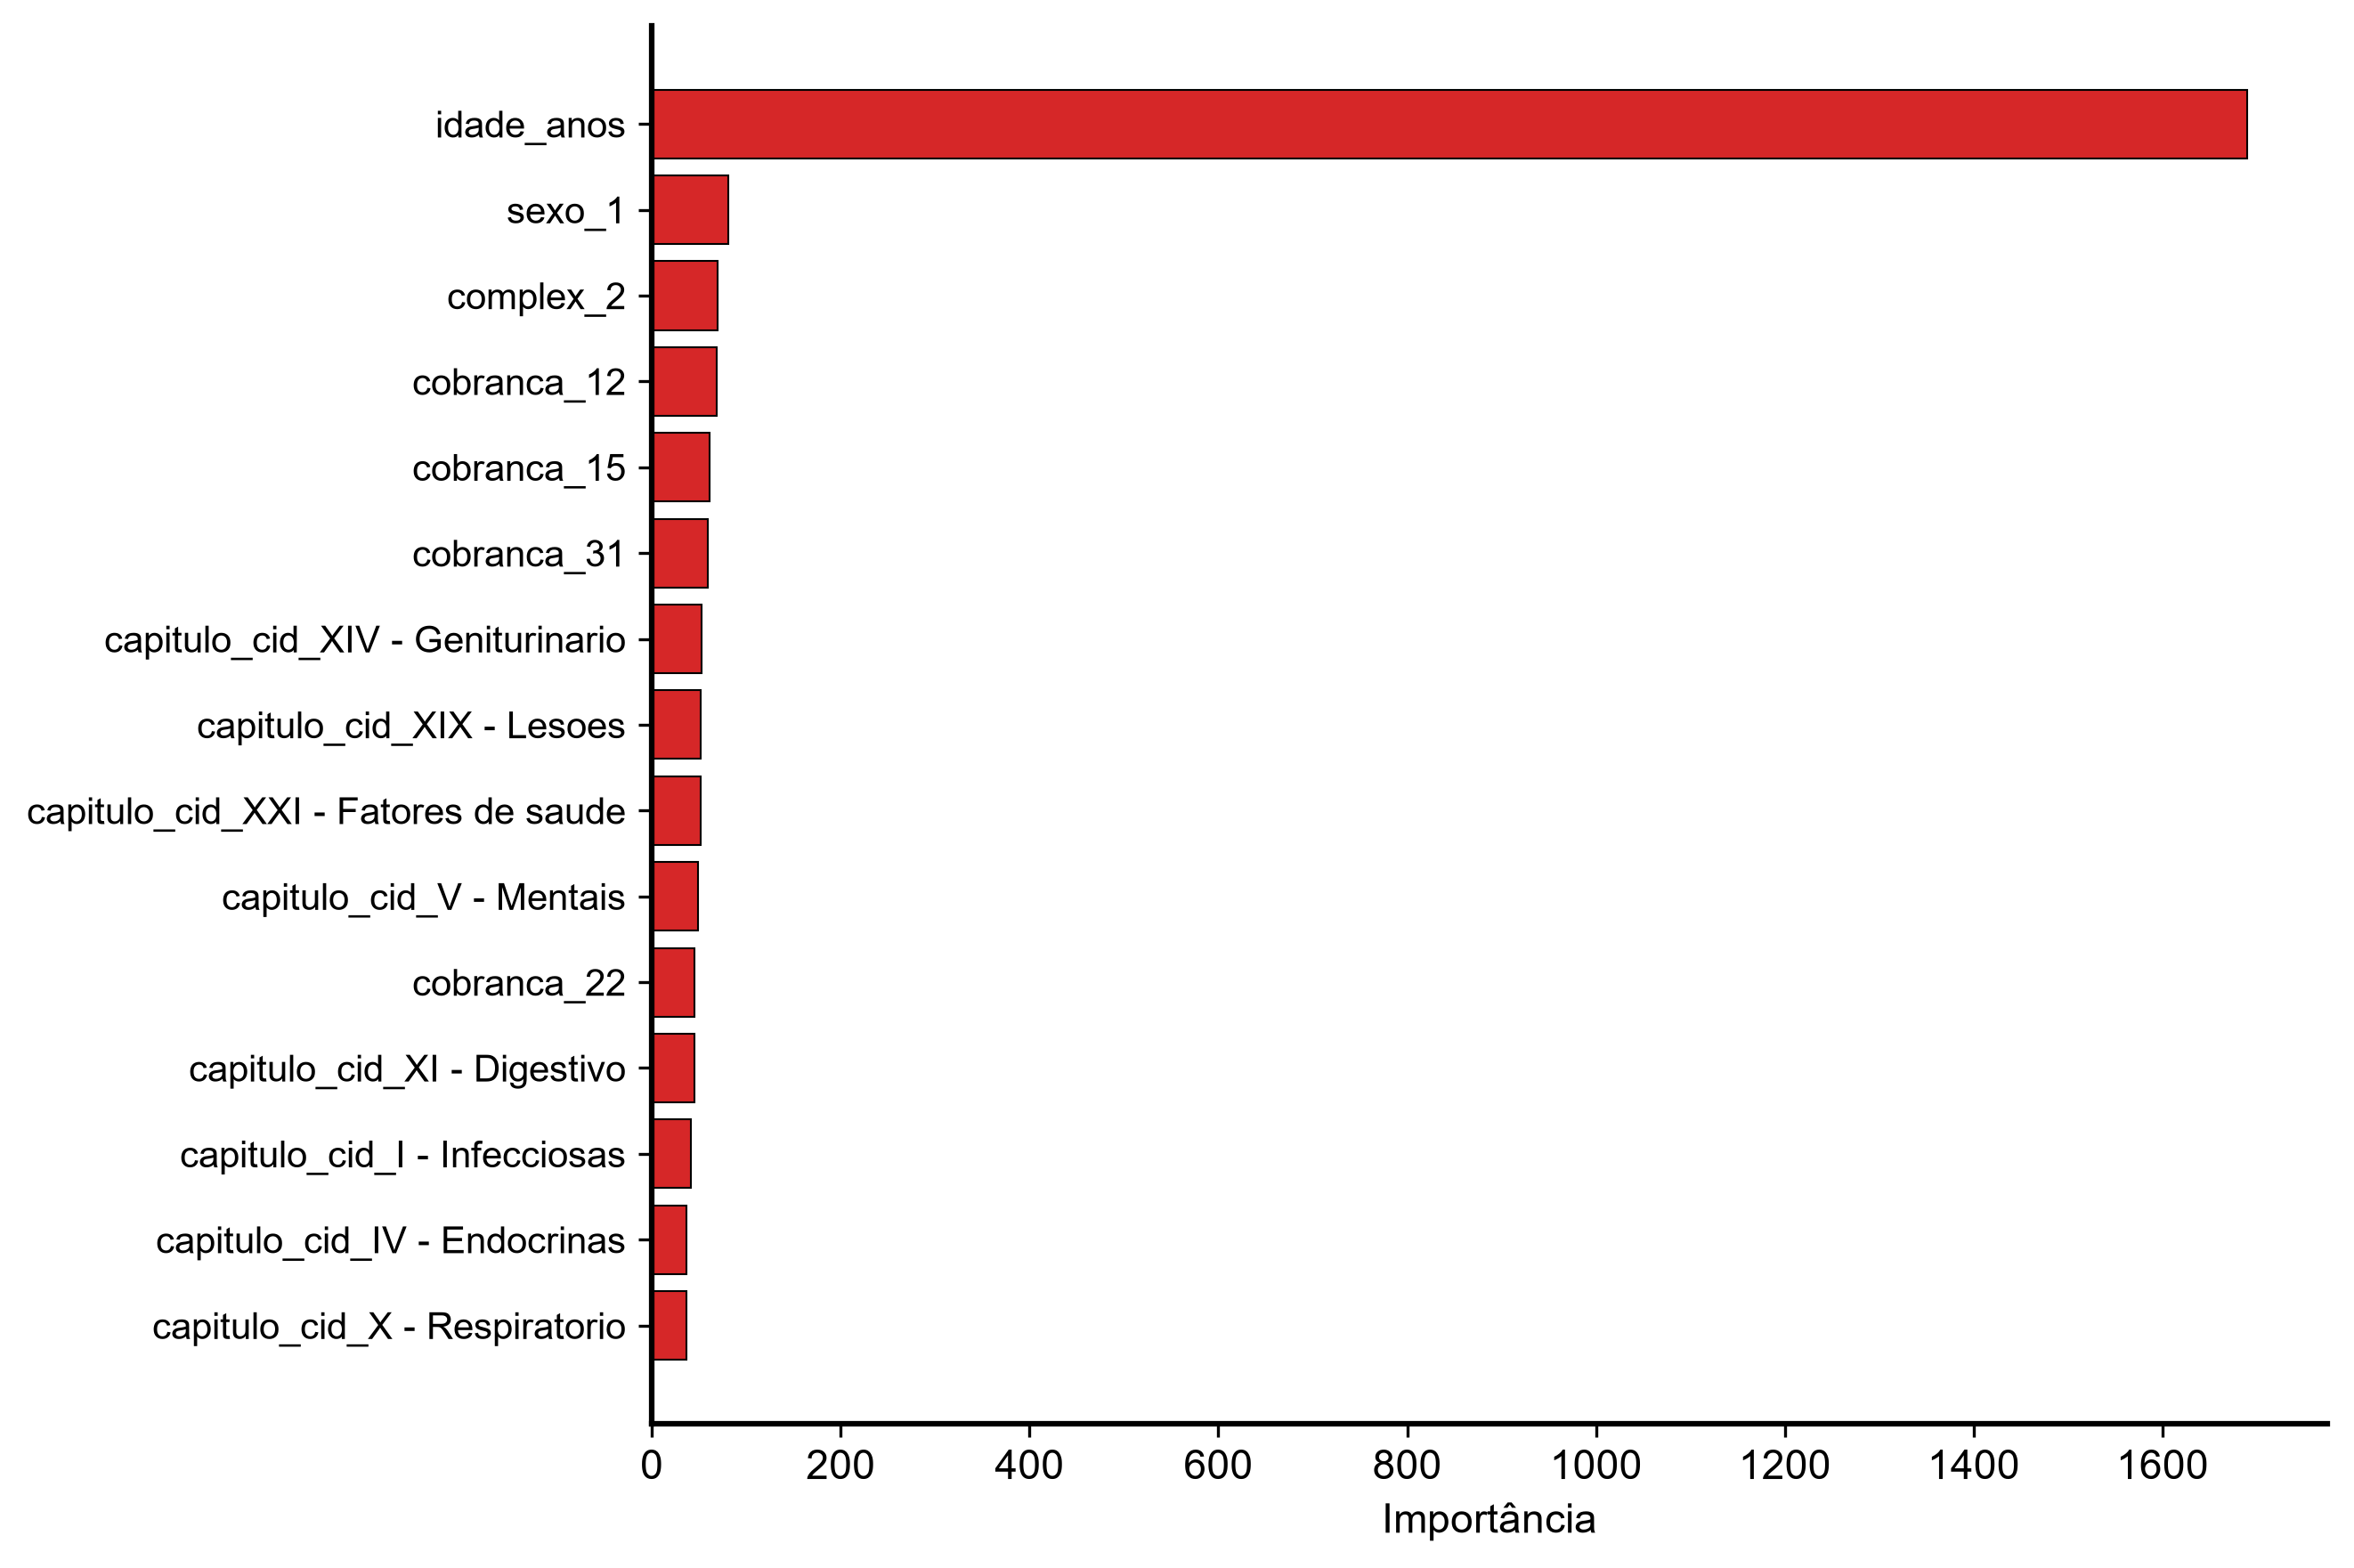 idade_anos
sexo_1
complex_2
cobranca_12
cobranca_15
cobranca_31
capitulo_cid_XIV - Geniturinario
capitulo_cid_XIX - Lesoes
capitulo_cid_XXI - Fatores de saude
capitulo_cid_V - Mentais
cobranca_22
capitulo_cid_XI - Digestivo
capitulo_cid_I - Infecciosas
capitulo_cid_IV - Endocrinas
capitulo_cid_X - Respiratorio
0 200 400 600 800 1000 1200 1400 1600
Importância